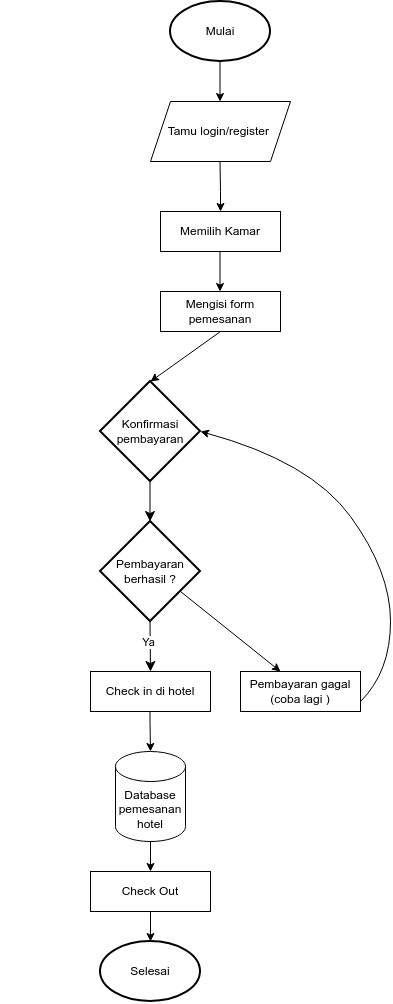 Mulai
Tamu login/register
Memilih Kamar
Mengisi form
pemesanan
Konfirmasi
pembayaran
Pembayaran
berhasil ?
Ya
Check in di hotel
Pembayaran gagal
(coba lagi )
Database
pemesanan
hotel
Check Out
Selesai